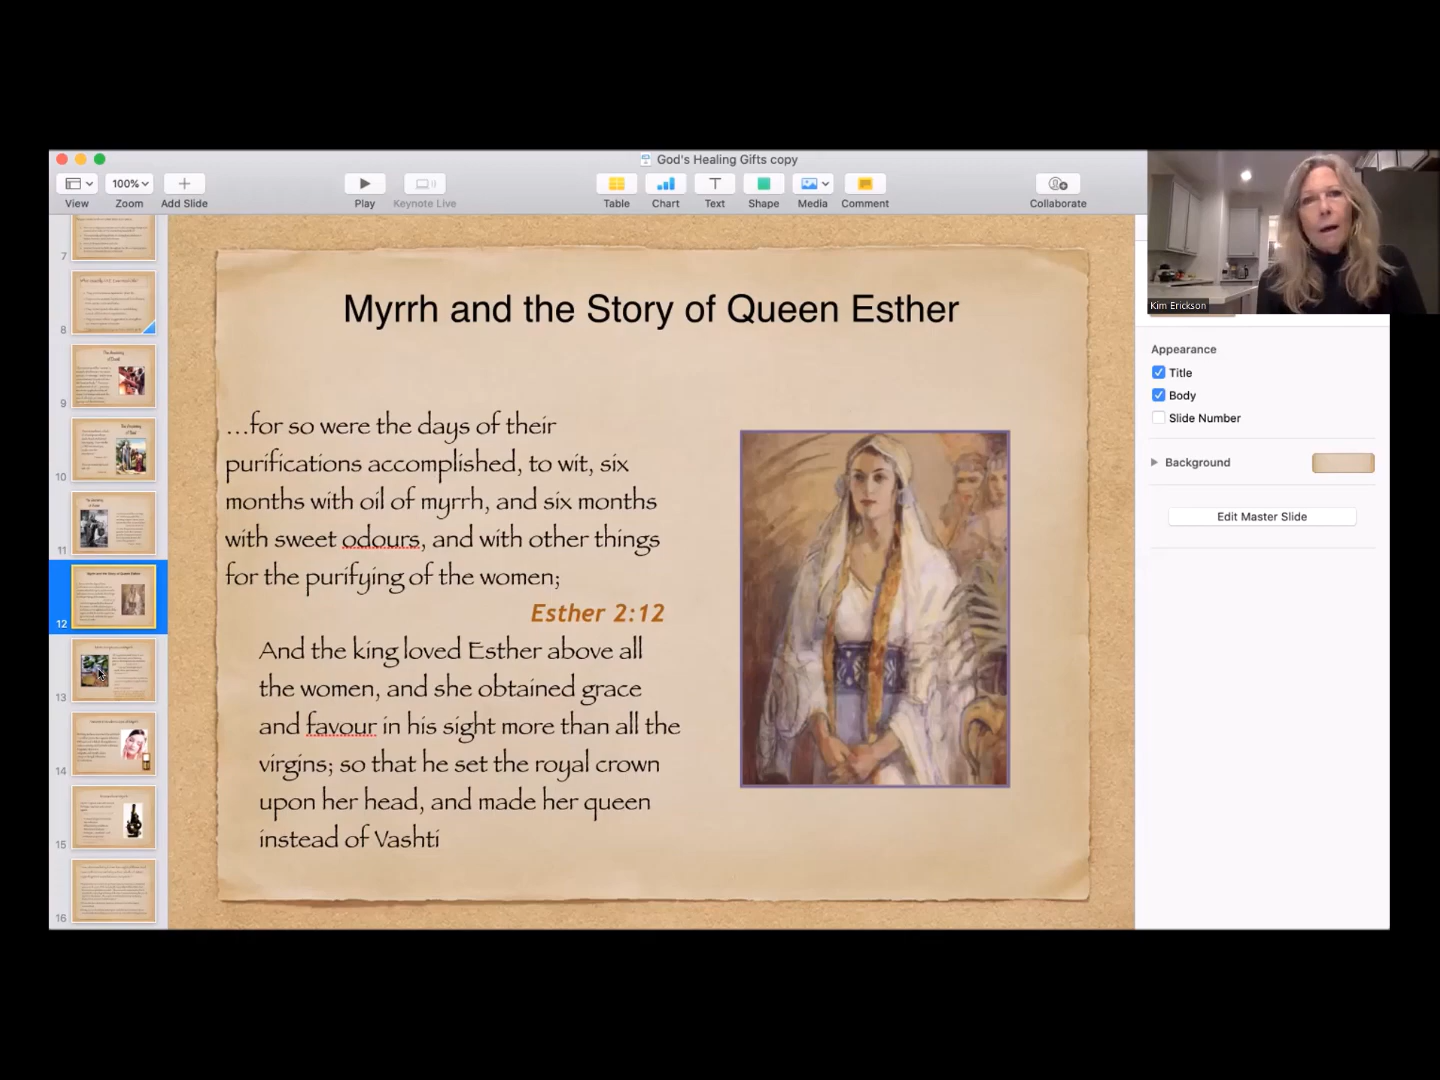 God's Healing Gifts copy
View
100%
Zoom
Add Slide
Play
Keynote Live
Table
Chart
Text
Shape
Media
Comment
Collaborate
Kim Erickson
7
8
9
10
11
12
13
14
15
16
Myrrh and the Story of Queen Esther
...for so were the days of their
purifications accomplished, to wit, six
months with oil of myrrh, and six months
with sweet odours, and with other things
for the purifying of the women;
Esther 2:12
And the king loved Esther above all
the women, and she obtained grace
and favour in his sight more than all the
virgins; so that he set the royal crown
upon her head, and made her queen
instead of Vashti
Appearance
Title
Body
Slide Number
Background
Edit Master Slide